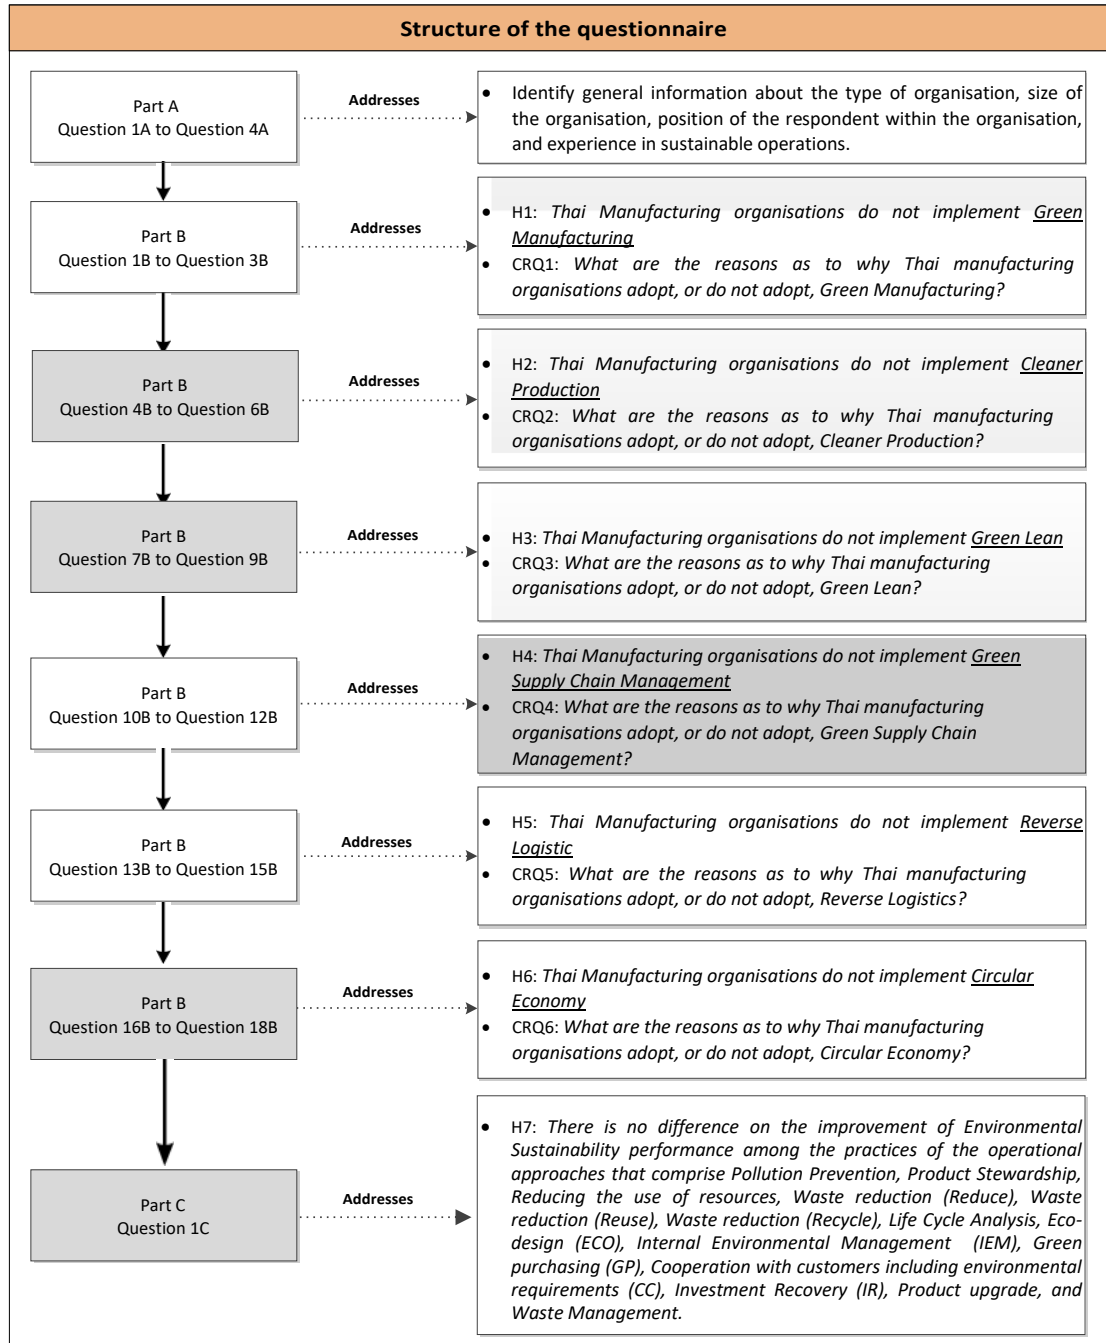 Structure of the questionnaire
Part A
Question 1A to Question 4A
Addresses
• Identify general information about the type of organisation, size of
the organisation, position of the respondent within the organisation,
and experience in sustainable operations.
Part B
Question 1B to Question 3B
Addresses
• H1: Thai Manufacturing organisations do not implement Green
Manufacturing
• CRQ1: What are the reasons as to why Thai manufacturing
organisations adopt, or do not adopt, Green Manufacturing?
Part B
Question 4B to Question 6B
Addresses
• H2: Thai Manufacturing organisations do not implement Cleaner
Production
• CRQ2: What are the reasons as to why Thai manufacturing
organisations adopt, or do not adopt, Cleaner Production?
Part B
Question 7B to Question 9B
Addresses
• H3: Thai Manufacturing organisations do not implement Green Lean
• CRQ3: What are the reasons as to why Thai manufacturing
organisations adopt, or do not adopt, Green Lean?
Part B
Question 10B to Question 12B
Addresses
• H4: Thai Manufacturing organisations do not implement Green
Supply Chain Management
• CRQ4: What are the reasons as to why Thai manufacturing
organisations adopt, or do not adopt, Green Supply Chain
Management?
Part B
Question 13B to Question 15B
Addresses
• H5: Thai Manufacturing organisations do not implement Reverse
Logistic
• CRQ5: What are the reasons as to why Thai manufacturing
organisations adopt, or do not adopt, Reverse Logistics?
Part B
Question 16B to Question 18B
Addresses
• H6: Thai Manufacturing organisations do not implement Circular
Economy
• CRQ6: What are the reasons as to why Thai manufacturing
organisations adopt, or do not adopt, Circular Economy?
Part C
Question 1C
Addresses
• H7: There is no difference on the improvement of Environmental
Sustainability performance among the practices of the operational
approaches that comprise Pollution Prevention, Product Stewardship,
Reducing the use of resources, Waste reduction (Reduce), Waste
reduction (Reuse), Waste reduction (Recycle), Life Cycle Analysis, Eco-
design (ECO), Internal Environmental Management (IEM), Green
purchasing (GP), Cooperation with customers including environmental
requirements (CC), Investment Recovery (IR), Product upgrade, and
Waste Management.